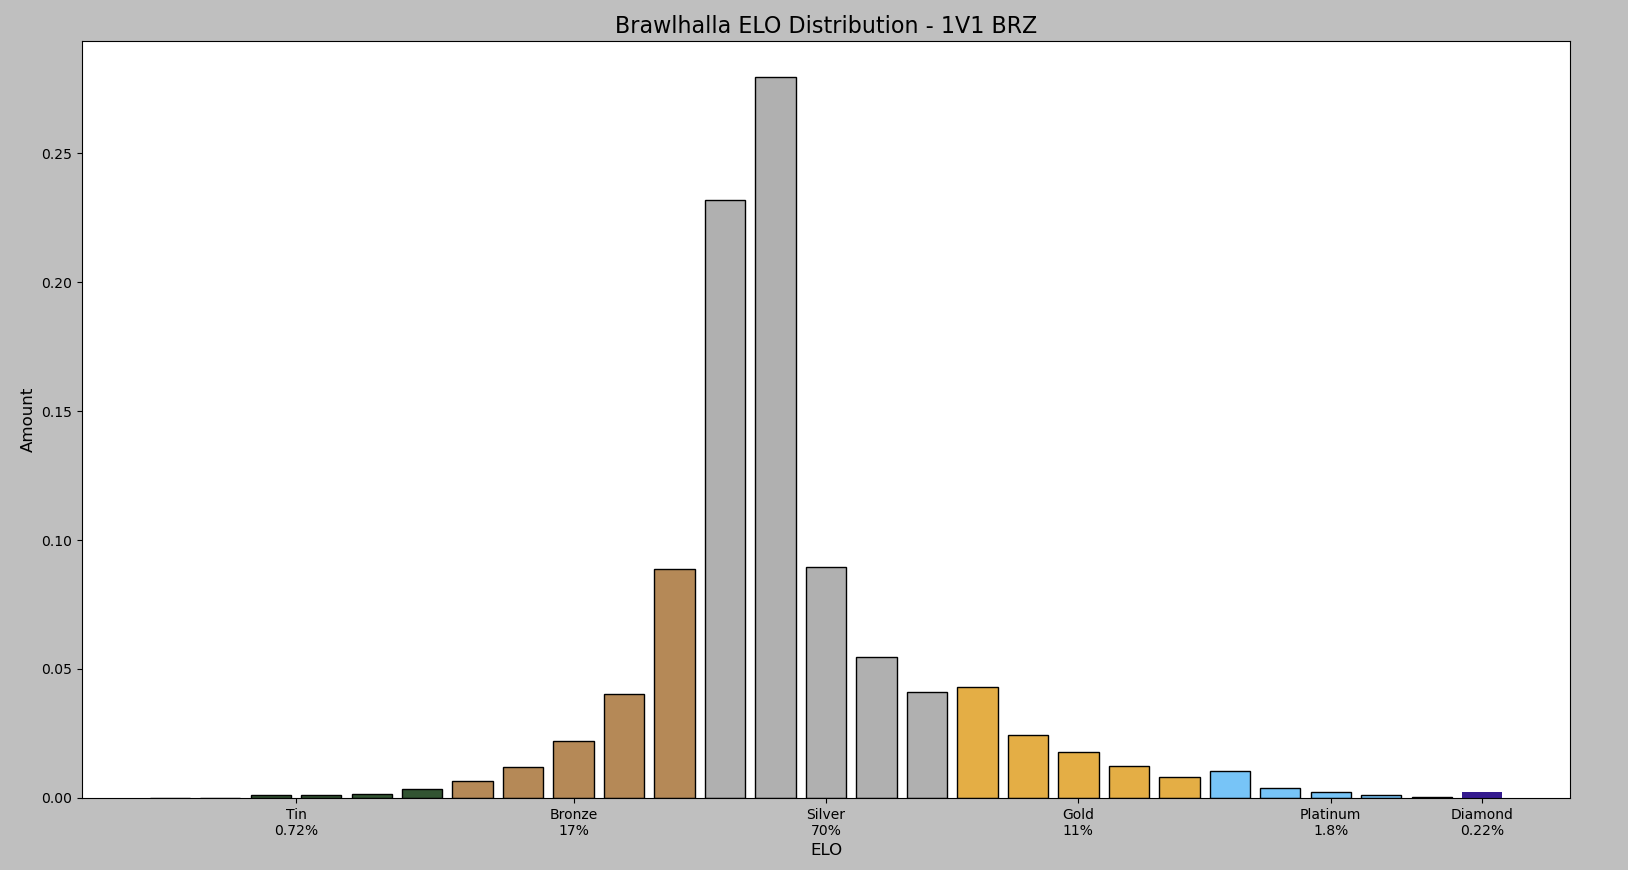 Brawlhalla ELO Distribution - 1V1 BRZ
Amount
0.25
0.20
0.15
0.10
0.05
0.00
Tin Bronze Silver Gold Platinum Diamond
0.72% 17% 70% 11% 1.8% 0.22%
ELO